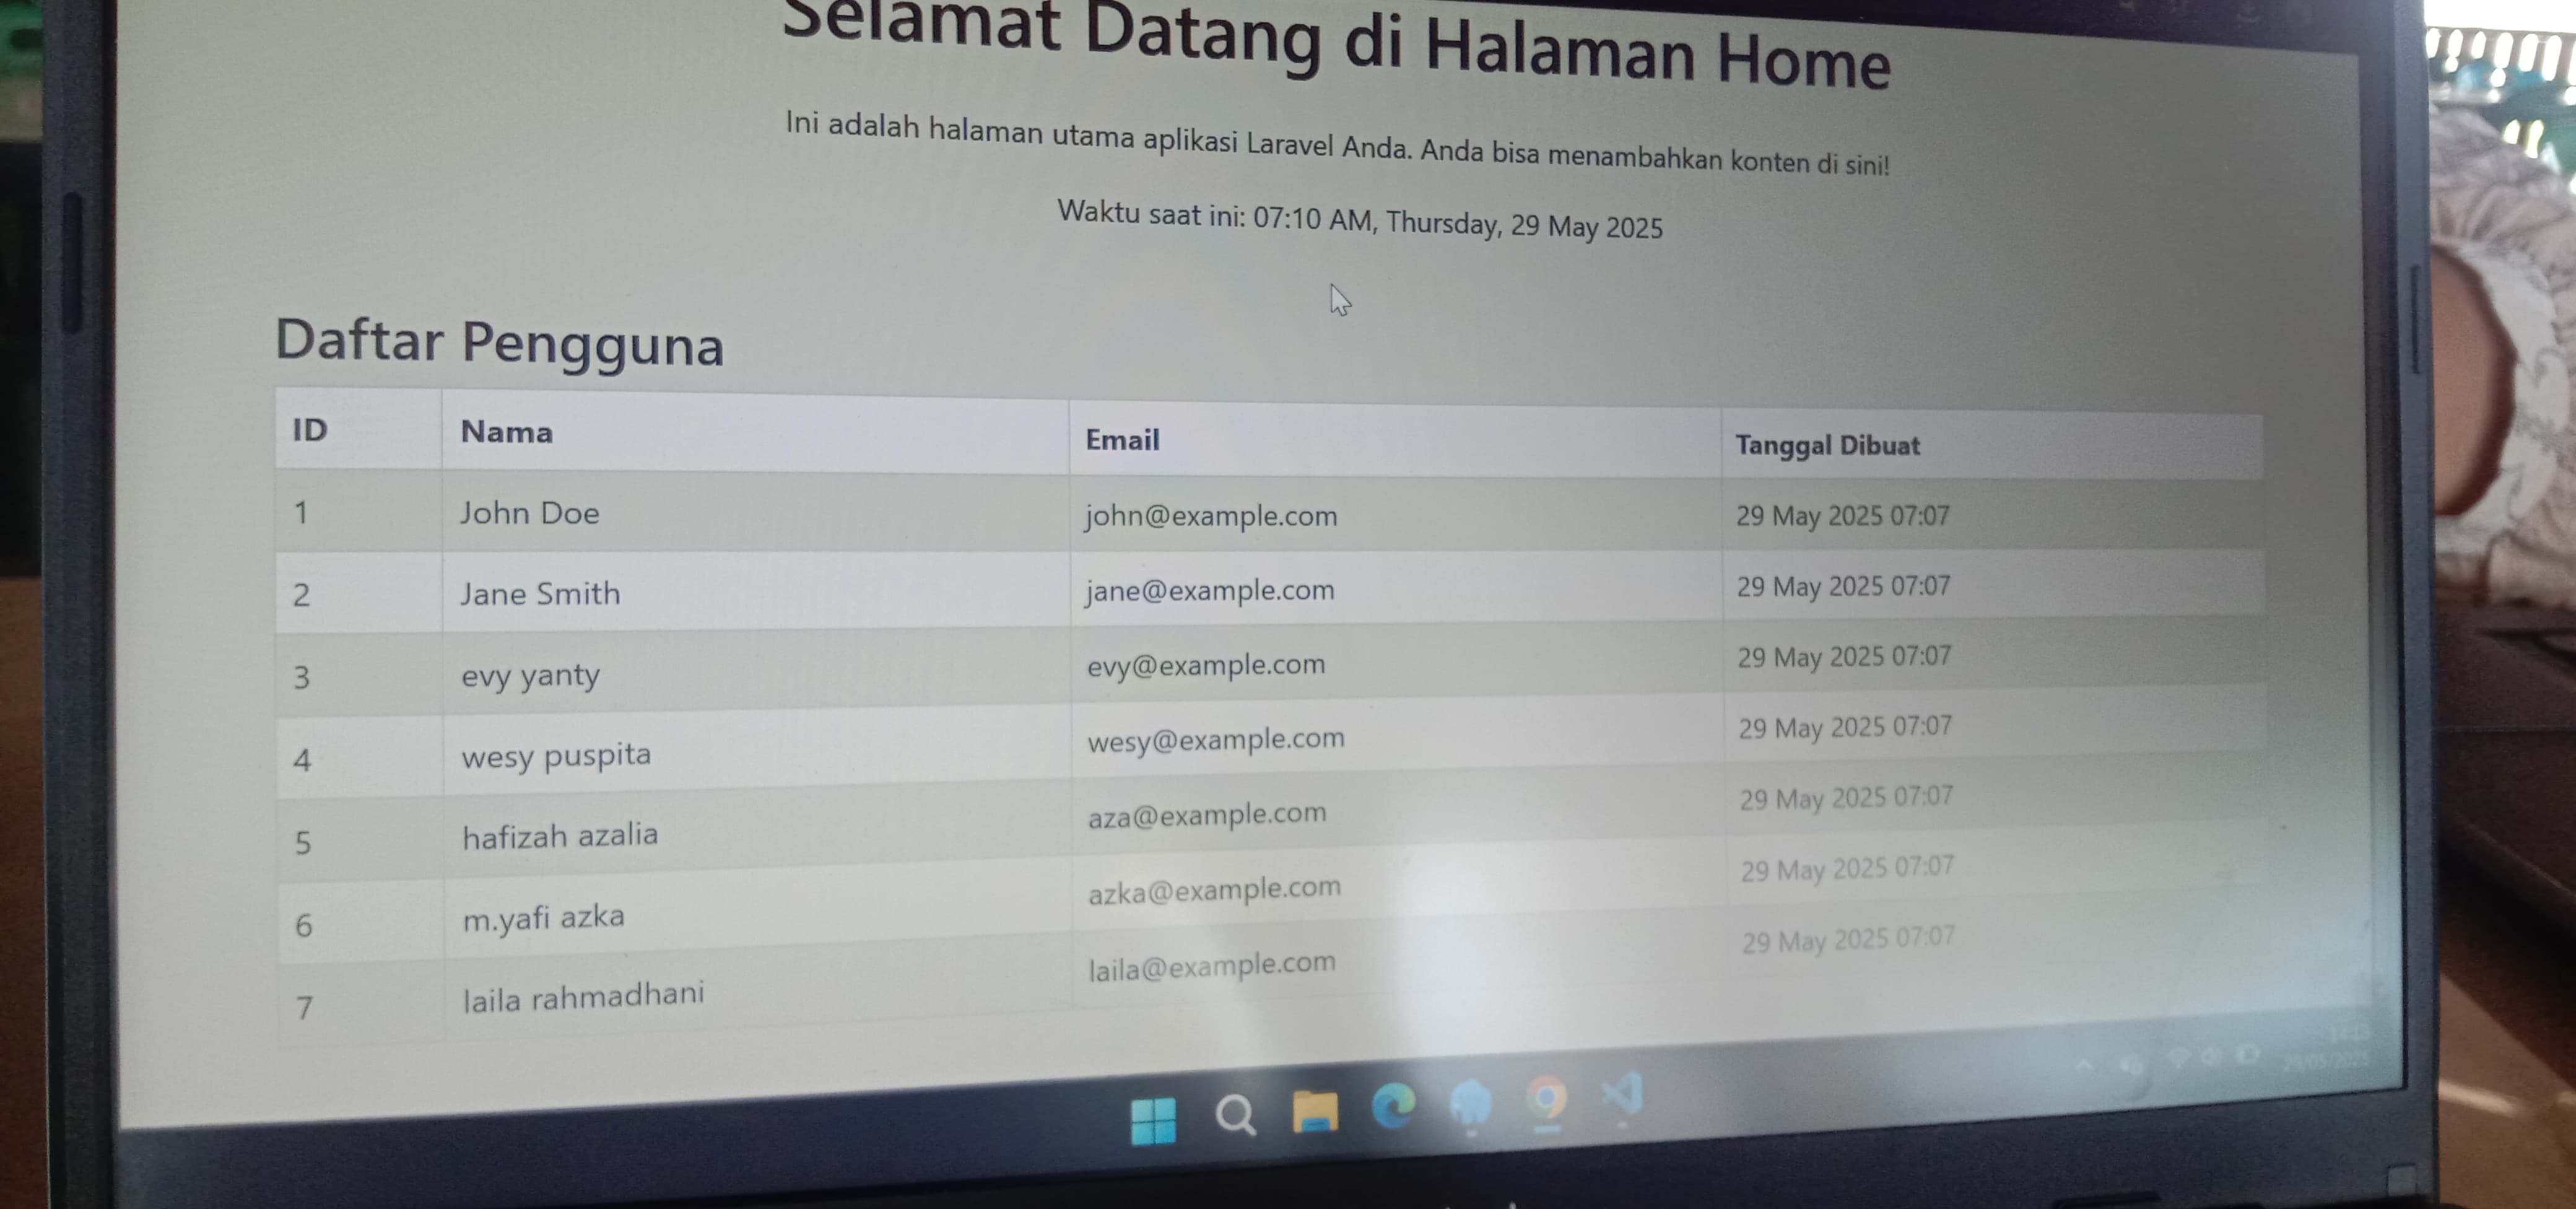 Selamat Datang di Halaman Home
Ini adalah halaman utama aplikasi Laravel Anda. Anda bisa menambahkan konten di sini!
Waktu saat ini: 07:10 AM, Thursday, 29 May 2025
Daftar Pengguna
ID Nama Email Tanggal Dibuat
1 John Doe john@example.com 29 May 2025 07:07
2 Jane Smith jane@example.com 29 May 2025 07:07
3 evy yanty evy@example.com 29 May 2025 07:07
4 wesy puspita wesy@example.com 29 May 2025 07:07
5 hafizah azalia aza@example.com 29 May 2025 07:07
6 m.yafi azka azka@example.com 29 May 2025 07:07
7 laila rahmadhani laila@example.com 29 May 2025 07:07